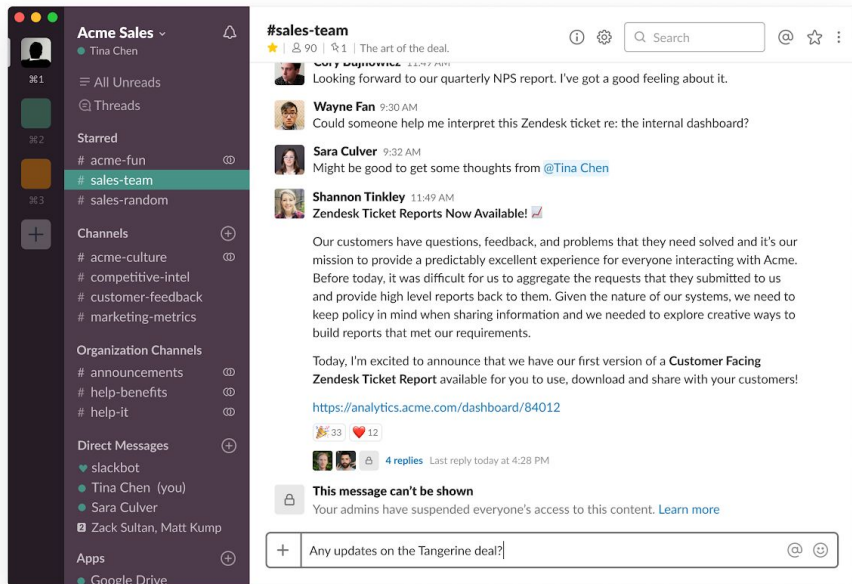 Acme Sales
Tina Chen
⌘1
⌘2
⌘3
All Unreads
Threads
Starred
# acme-fun
# sales-team
# sales-random
Channels
# acme-culture
# competitive-intel
# customer-feedback
# marketing-metrics
Organization Channels
# announcements
# help-benefits
# help-it
Direct Messages
slackbot
Tina Chen (you)
Sara Culver
2 Zack Sultan, Matt Kump
Apps
Google Drive
#sales-team
90 | 1 | The art of the deal.
Search
11:49 AM
Looking forward to our quarterly NPS report. I've got a good feeling about it.
Wayne Fan 9:30 AM
Could someone help me interpret this Zendesk ticket re: the internal dashboard?
Sara Culver 9:32 AM
Might be good to get some thoughts from @Tina Chen
Shannon Tinkley 11:49 AM
Zendesk Ticket Reports Now Available!
Our customers have questions, feedback, and problems that they need solved and it's our
mission to provide a predictably excellent experience for everyone interacting with Acme.
Before today, it was difficult for us to aggregate the requests that they submitted to us
and provide high level reports back to them. Given the nature of our systems, we need to
keep policy in mind when sharing information and we needed to explore creative ways to
build reports that met our requirements.
Today, I'm excited to announce that we have our first version of a Customer Facing
Zendesk Ticket Report available for you to use, download and share with your customers!
https://analytics.acme.com/dashboard/84012
33 12
4 replies Last reply today at 4:28 PM
This message can't be shown
Your admins have suspended everyone's access to this content. Learn more
Any updates on the Tangerine deal?